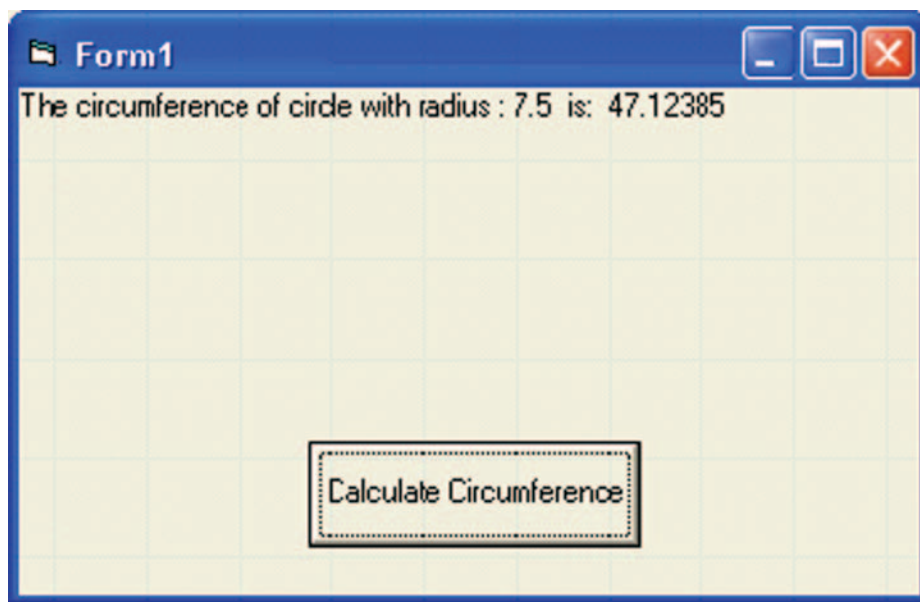 Form1
The circumference of circle with radius : 7.5 is: 47.12385
Calculate Circumference